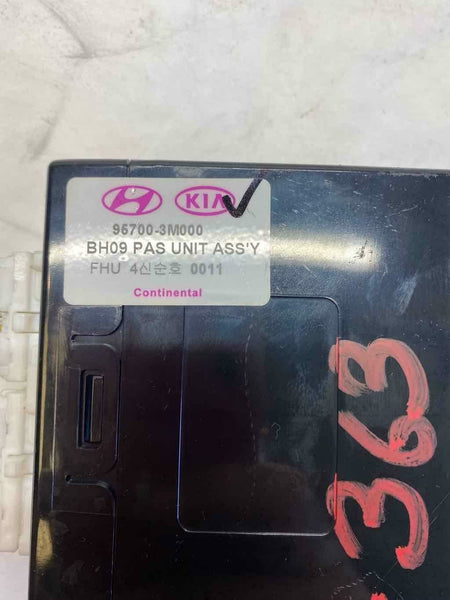 KIA
95700-3M000
BH09 PAS UNIT ASS'Y
FHU 4신순호 0011
Continental
363